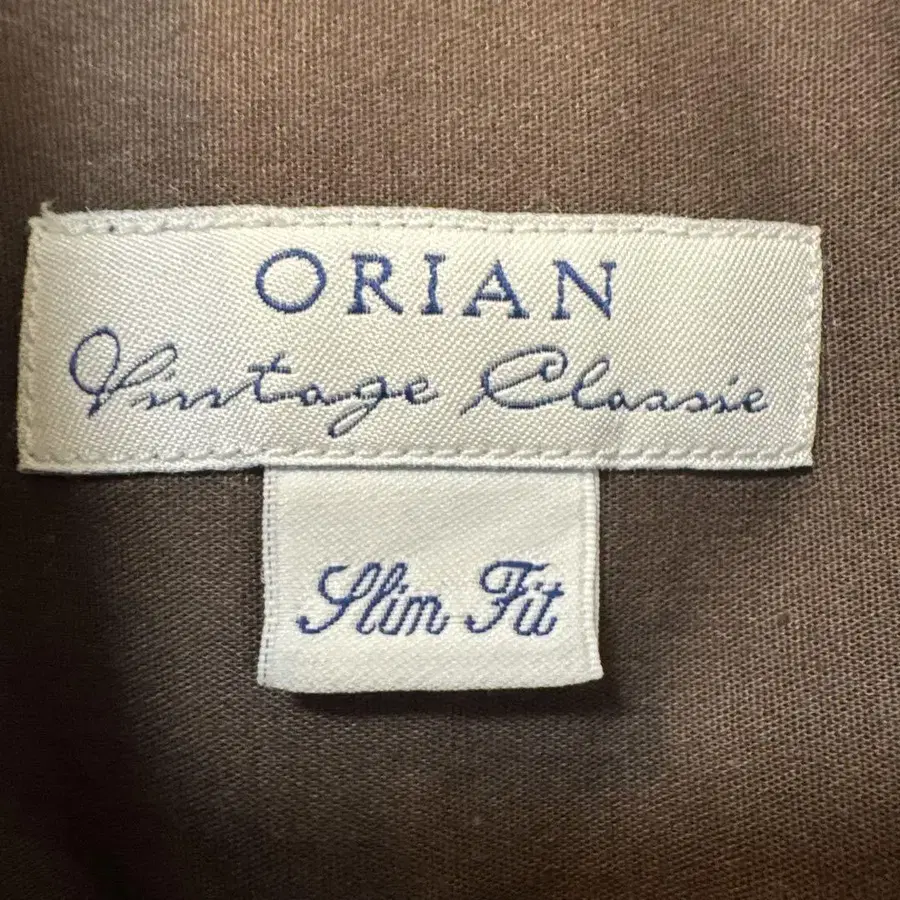 ORIAN
Vintage Classic
Slim Fit